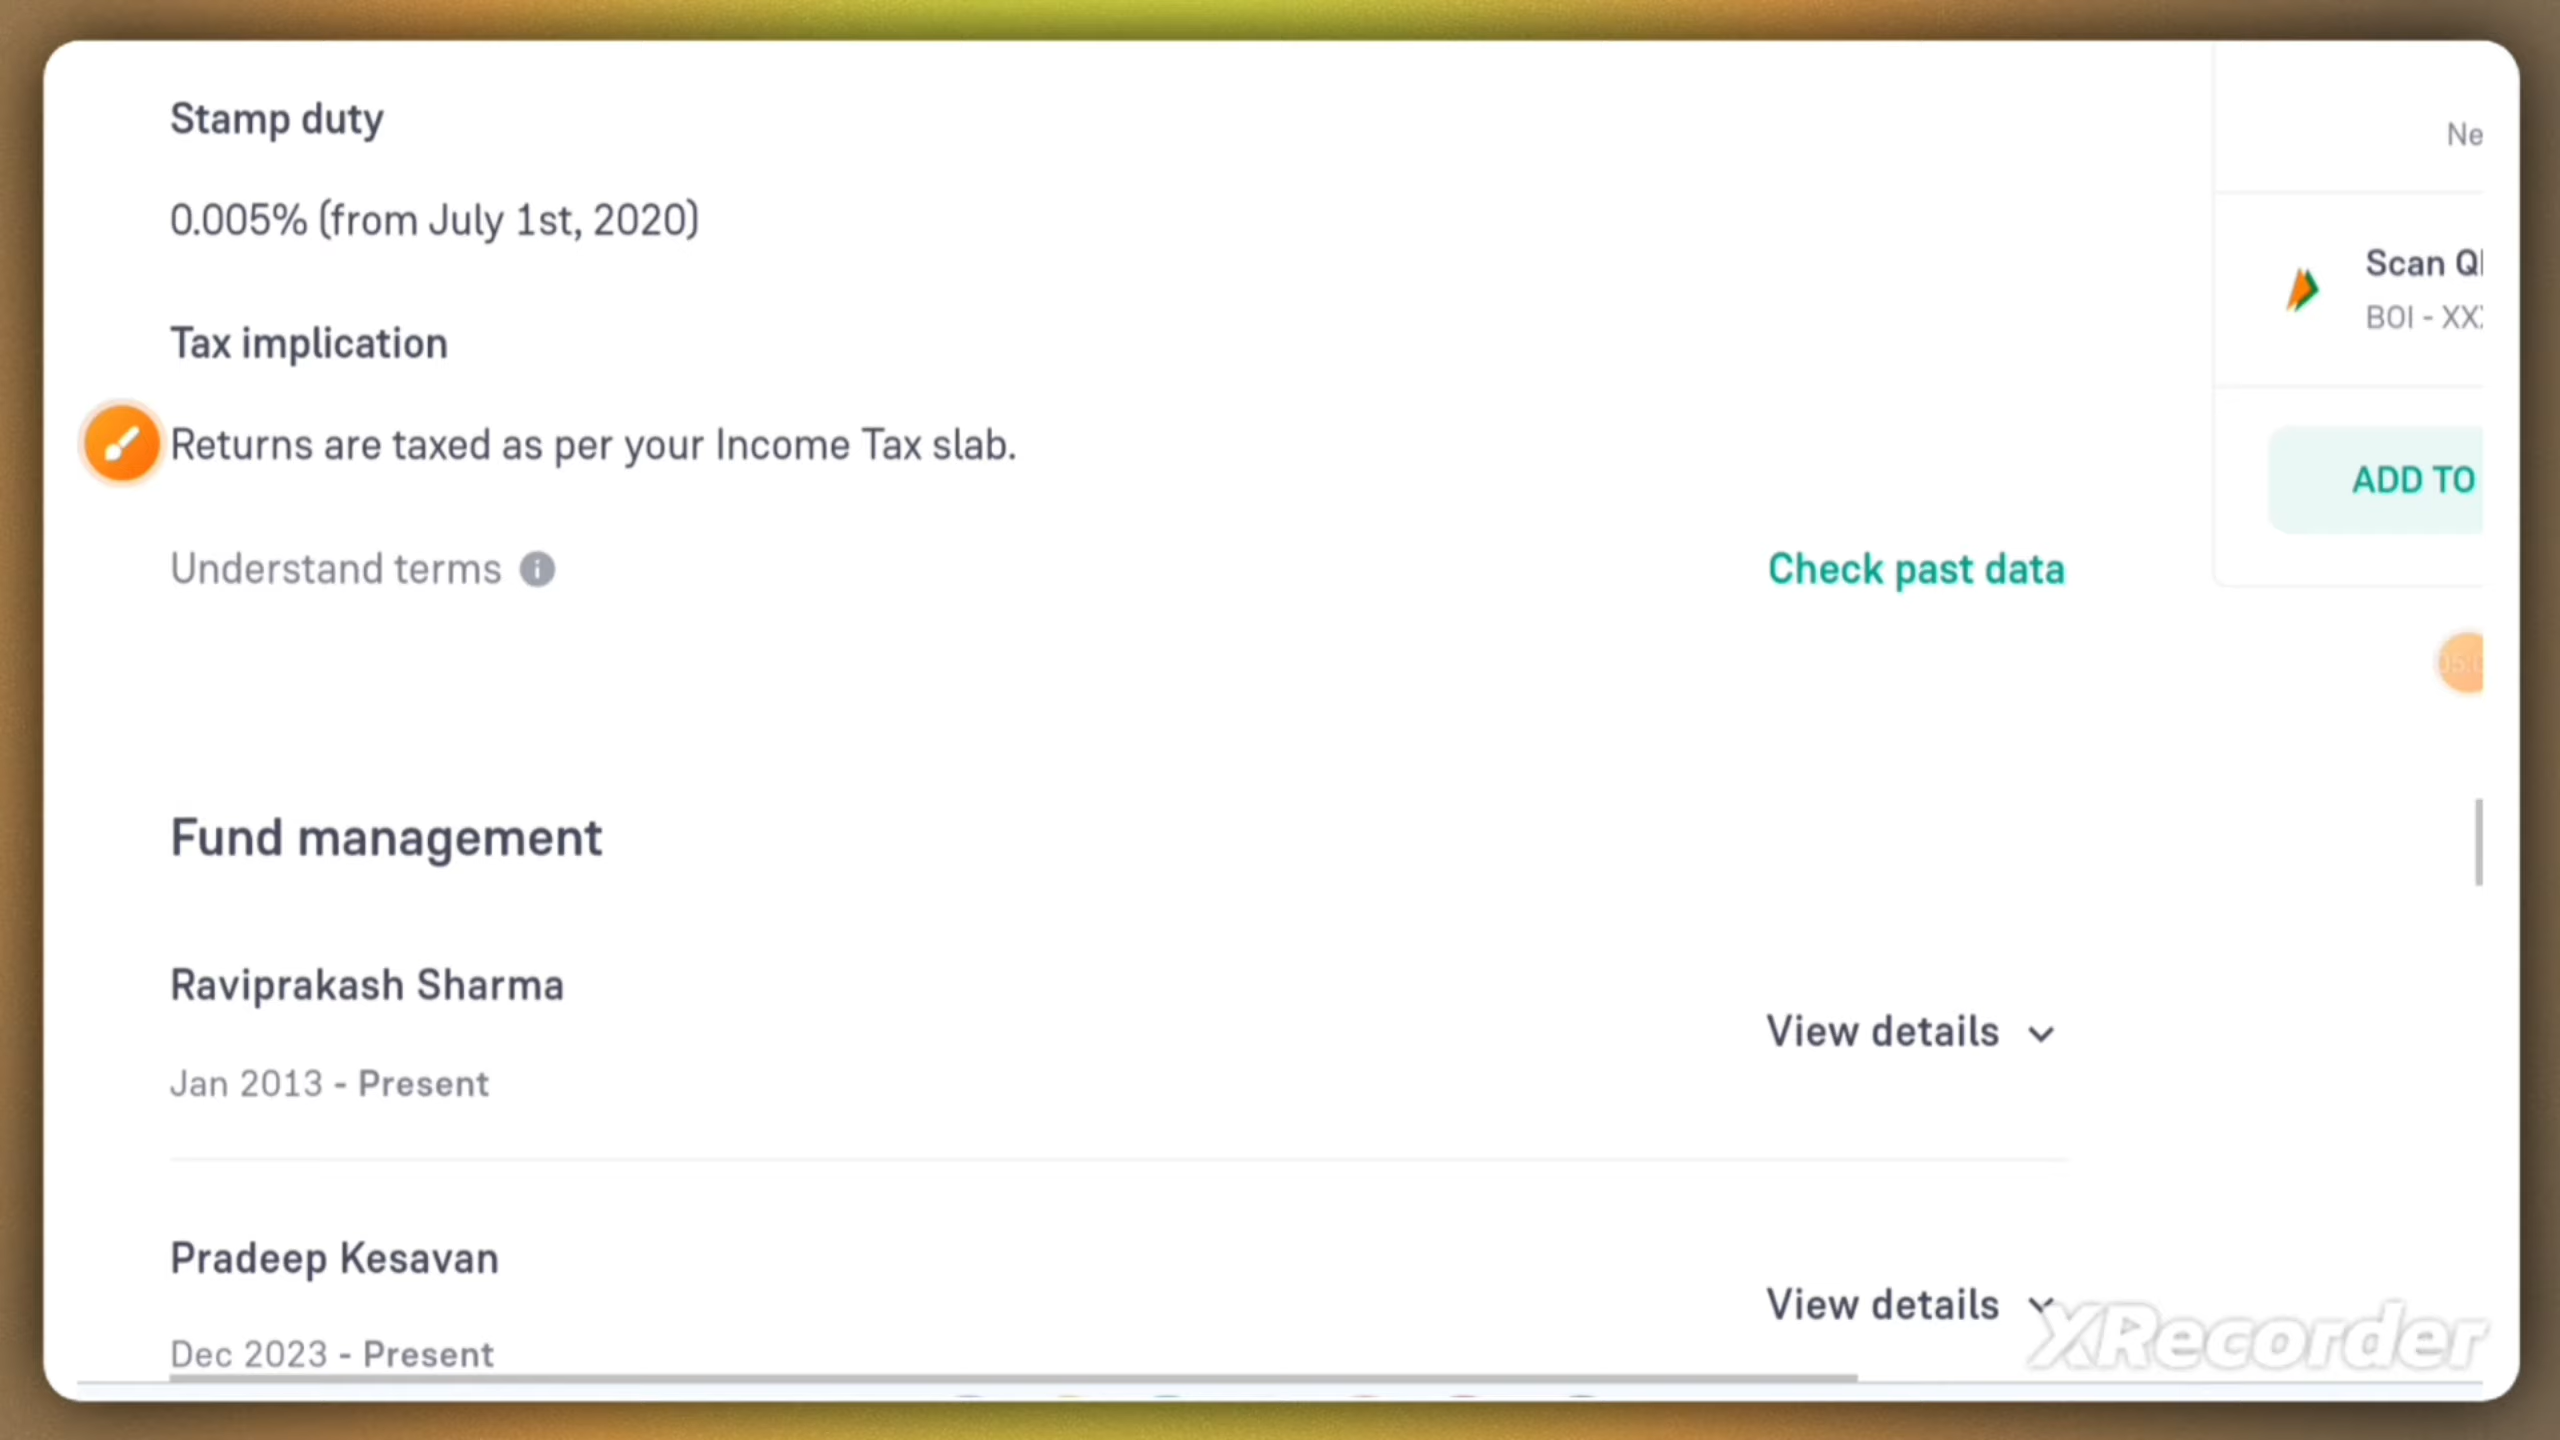 Stamp duty
0.005% (from July 1st, 2020)
Tax implication
Returns are taxed as per your Income Tax slab.
Understand terms
Check past data
Fund management
Raviprakash Sharma
View details
Jan 2013 - Present
Pradeep Kesavan
View details
Dec 2023 - Present
Ne
Scan
BOI - XX
ADD TO
XRecorder